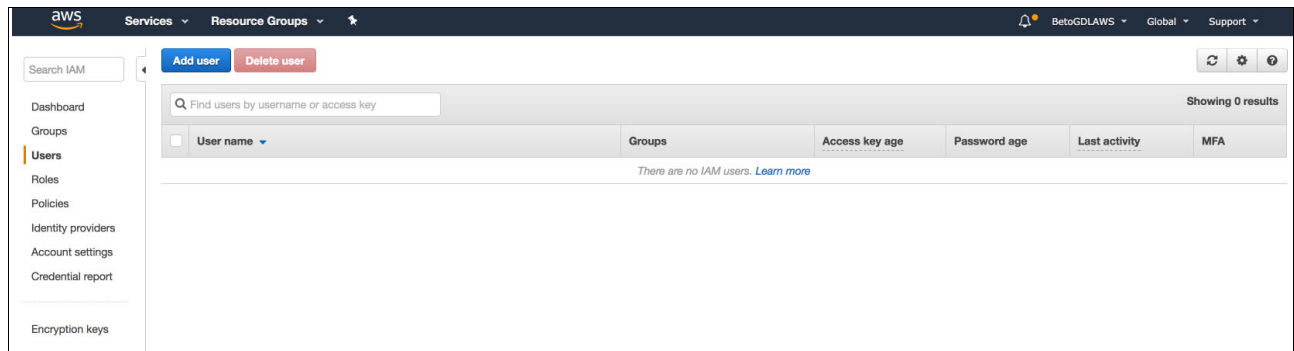 aws Services Resource Groups BetoGDLAWS Global Support
Search IAM
Dashboard
Groups
Users
Roles
Policies
Identity providers
Account settings
Credential report
Encryption keys
Add user Delete user
Find users by username or access key Showing 0 results
User name Groups Access key age Password age Last activity MFA
There are no IAM users. Learn more